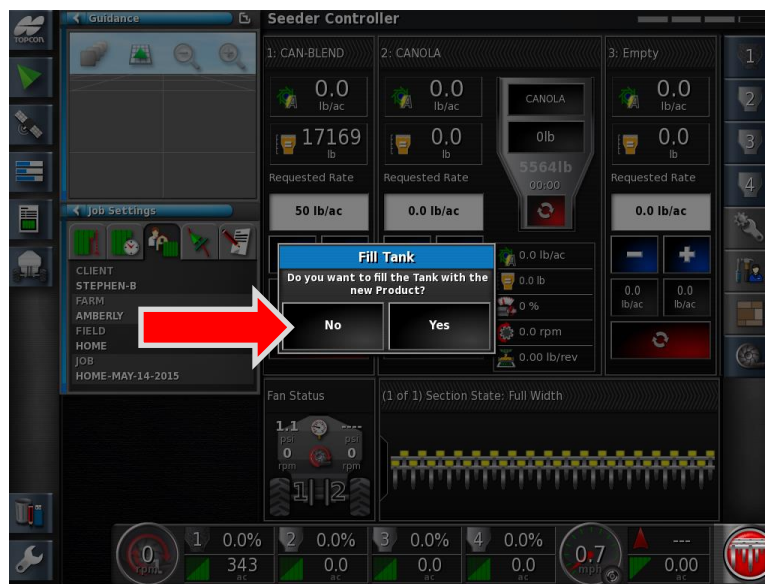 Guidance
Seeder Controller
TOPCON
1: CAN-BLEND
2: CANOLA
3: Empty
0.0
lb/ac
0.0
lb/ac
CANOLA
0.0
lb/ac
17169
lb
0.0
lb
0lb
0.0
lb
5564lb
00:00
Requested Rate
Requested Rate
Requested Rate
50 lb/ac
0.0 lb/ac
0.0 lb/ac
1
2
3
4
Job Settings
CLIENT
STEPHEN-B
FARM
AMBERLY
FIELD
HOME
JOB
HOME-MAY-14-2015
Fill Tank
Do you want to fill the Tank with the
new Product?
No
Yes
0.0 lb/ac
0.0 lb
0 %
0.0 rpm
0.00 lb/rev
0.0
lb/ac
0.0
lb/ac
Fan Status
(1 of 1) Section State: Full Width
1.1
psi
----
psi
0
rpm
0
rpm
1
2
0
rpm
1
0.0%
343
ac
2
0.0%
0.0
ac
3
0.0%
0.0
ac
4
0.0%
0.0
ac
0.7
mph
---
0.00
ac